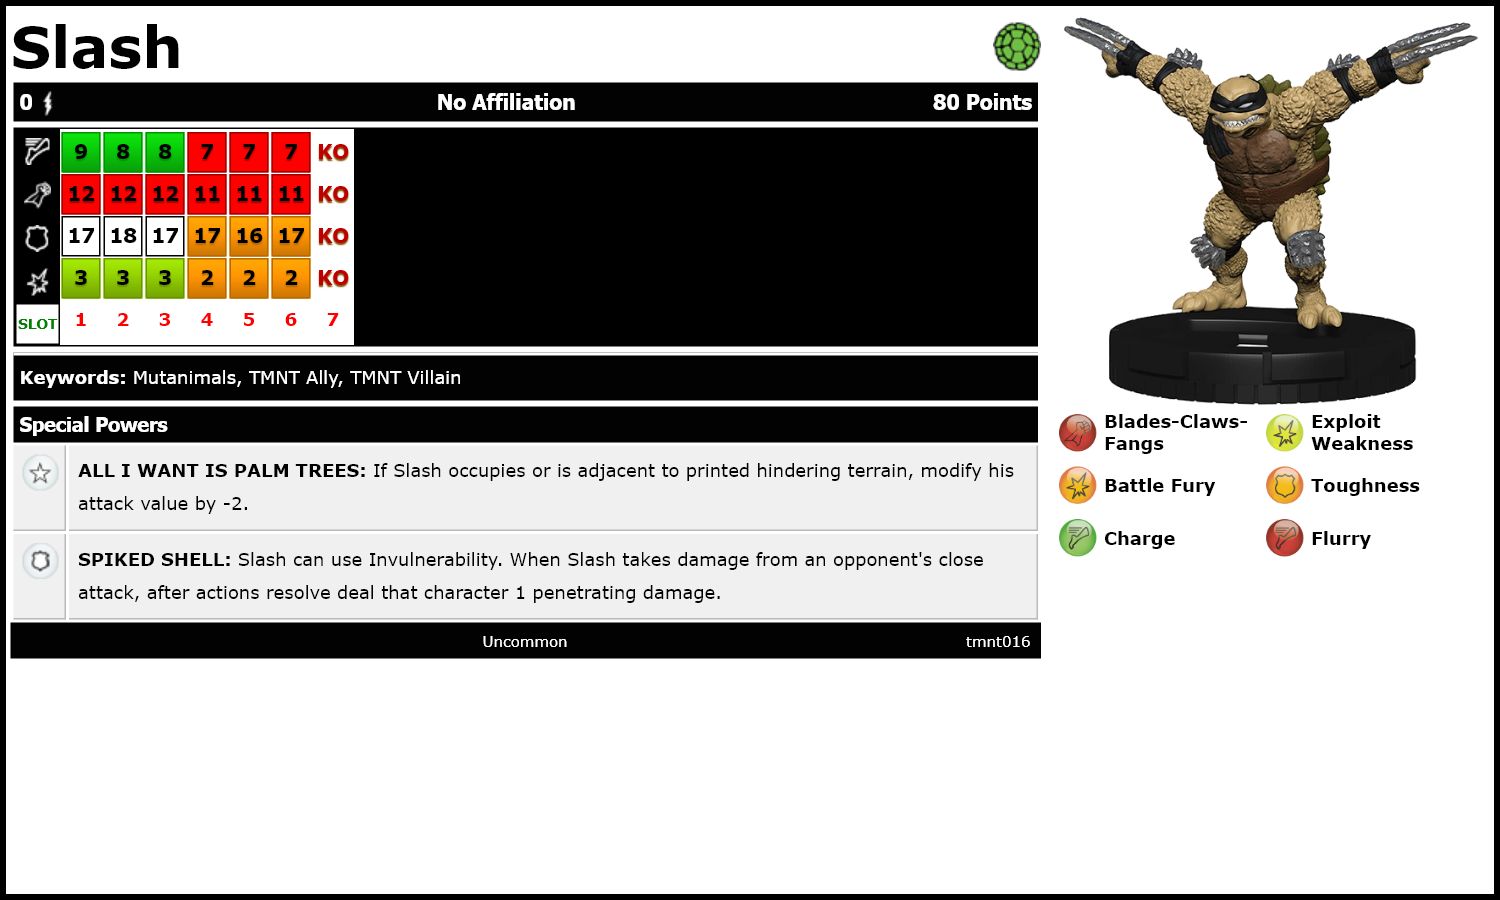 Slash
0 No Affiliation 80 Points
9 8 8 7 7 7 KO
12 12 12 11 11 11 KO
17 18 17 17 16 17 KO
3 3 3 2 2 2 KO
SLOT 1 2 3 4 5 6 7
Keywords: Mutanimals, TMNT Ally, TMNT Villain
Special Powers
ALL I WANT IS PALM TREES: If Slash occupies or is adjacent to printed hindering terrain, modify his
attack value by -2.
SPIKED SHELL: Slash can use Invulnerability. When Slash takes damage from an opponent's close
attack, after actions resolve deal that character 1 penetrating damage.
Uncommon tmnt016
Blades-Claws-
Fangs
Exploit
Weakness
Battle Fury
Toughness
Charge
Flurry